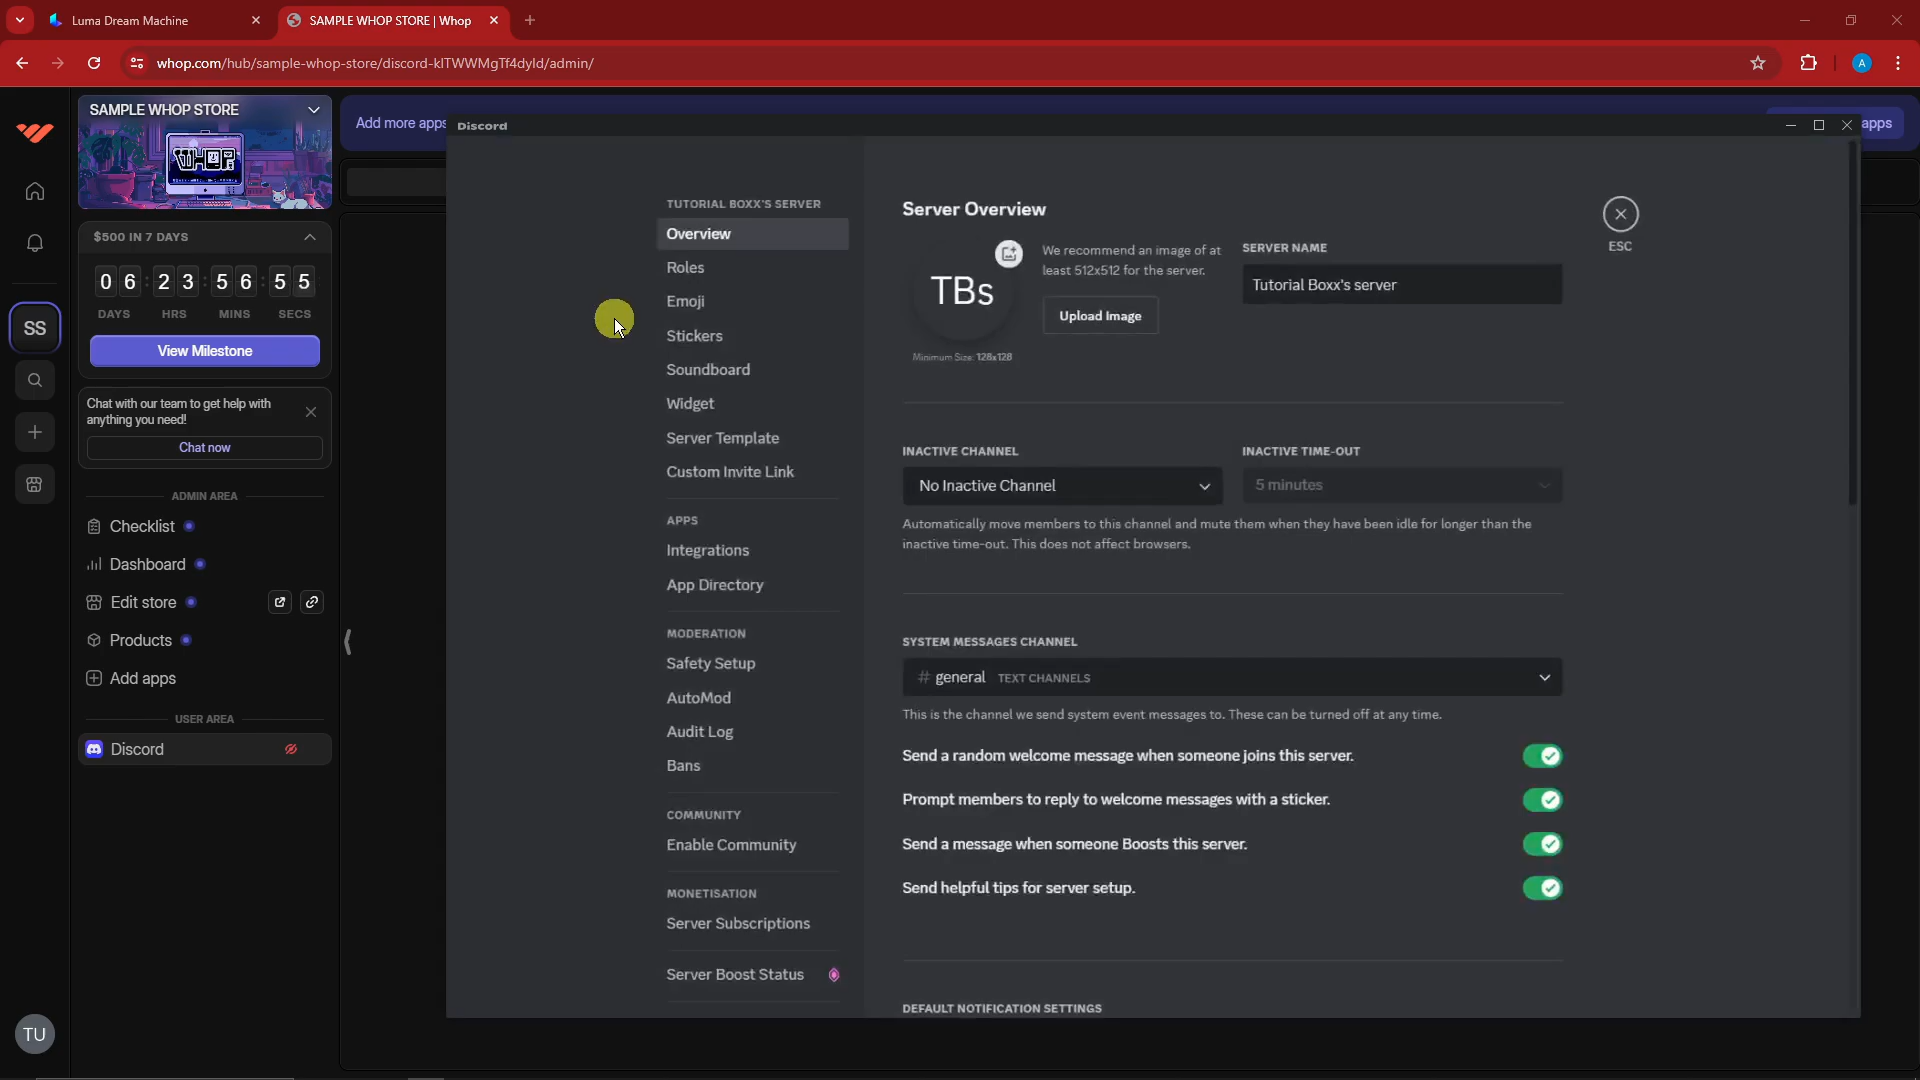 Luma Dream Machine
SAMPLE WHOP STORE | Whop
whop.com/hub/sample-whop-store/discord-klTWWMgTf4dyld/admin/
A
SAMPLE WHOP STORE
WHOP
$500 IN 7 DAYS
06:23:56:55
DAYS HRS MINS SECS
View Milestone
Chat with our team to get help with
anything you need!
Chat now
ADMIN AREA
Checklist
Dashboard
Edit store
Products
Add apps
USER AREA
Discord
SS
TU
Add more apps
apps
Discord
TUTORIAL BOXX'S SERVER
Overview
Roles
Emoji
Stickers
Soundboard
Widget
Server Template
Custom Invite Link
APPS
Integrations
App Directory
MODERATION
Safety Setup
AutoMod
Audit Log
Bans
COMMUNITY
Enable Community
MONETISATION
Server Subscriptions
Server Boost Status
Server Overview
TBs
Minimum Size: 128x128
We recommend an image of at
least 512x512 for the server.
Upload Image
SERVER NAME
Tutorial Boxx's server
ESC
INACTIVE CHANNEL
No Inactive Channel
INACTIVE TIME-OUT
5 minutes
Automatically move members to this channel and mute them when they have been idle for longer than the
inactive time-out. This does not affect browsers.
SYSTEM MESSAGES CHANNEL
# general TEXT CHANNELS
This is the channel we send system event messages to. These can be turned off at any time.
Send a random welcome message when someone joins this server.
Prompt members to reply to welcome messages with a sticker.
Send a message when someone Boosts this server.
Send helpful tips for server setup.
DEFAULT NOTIFICATION SETTINGS